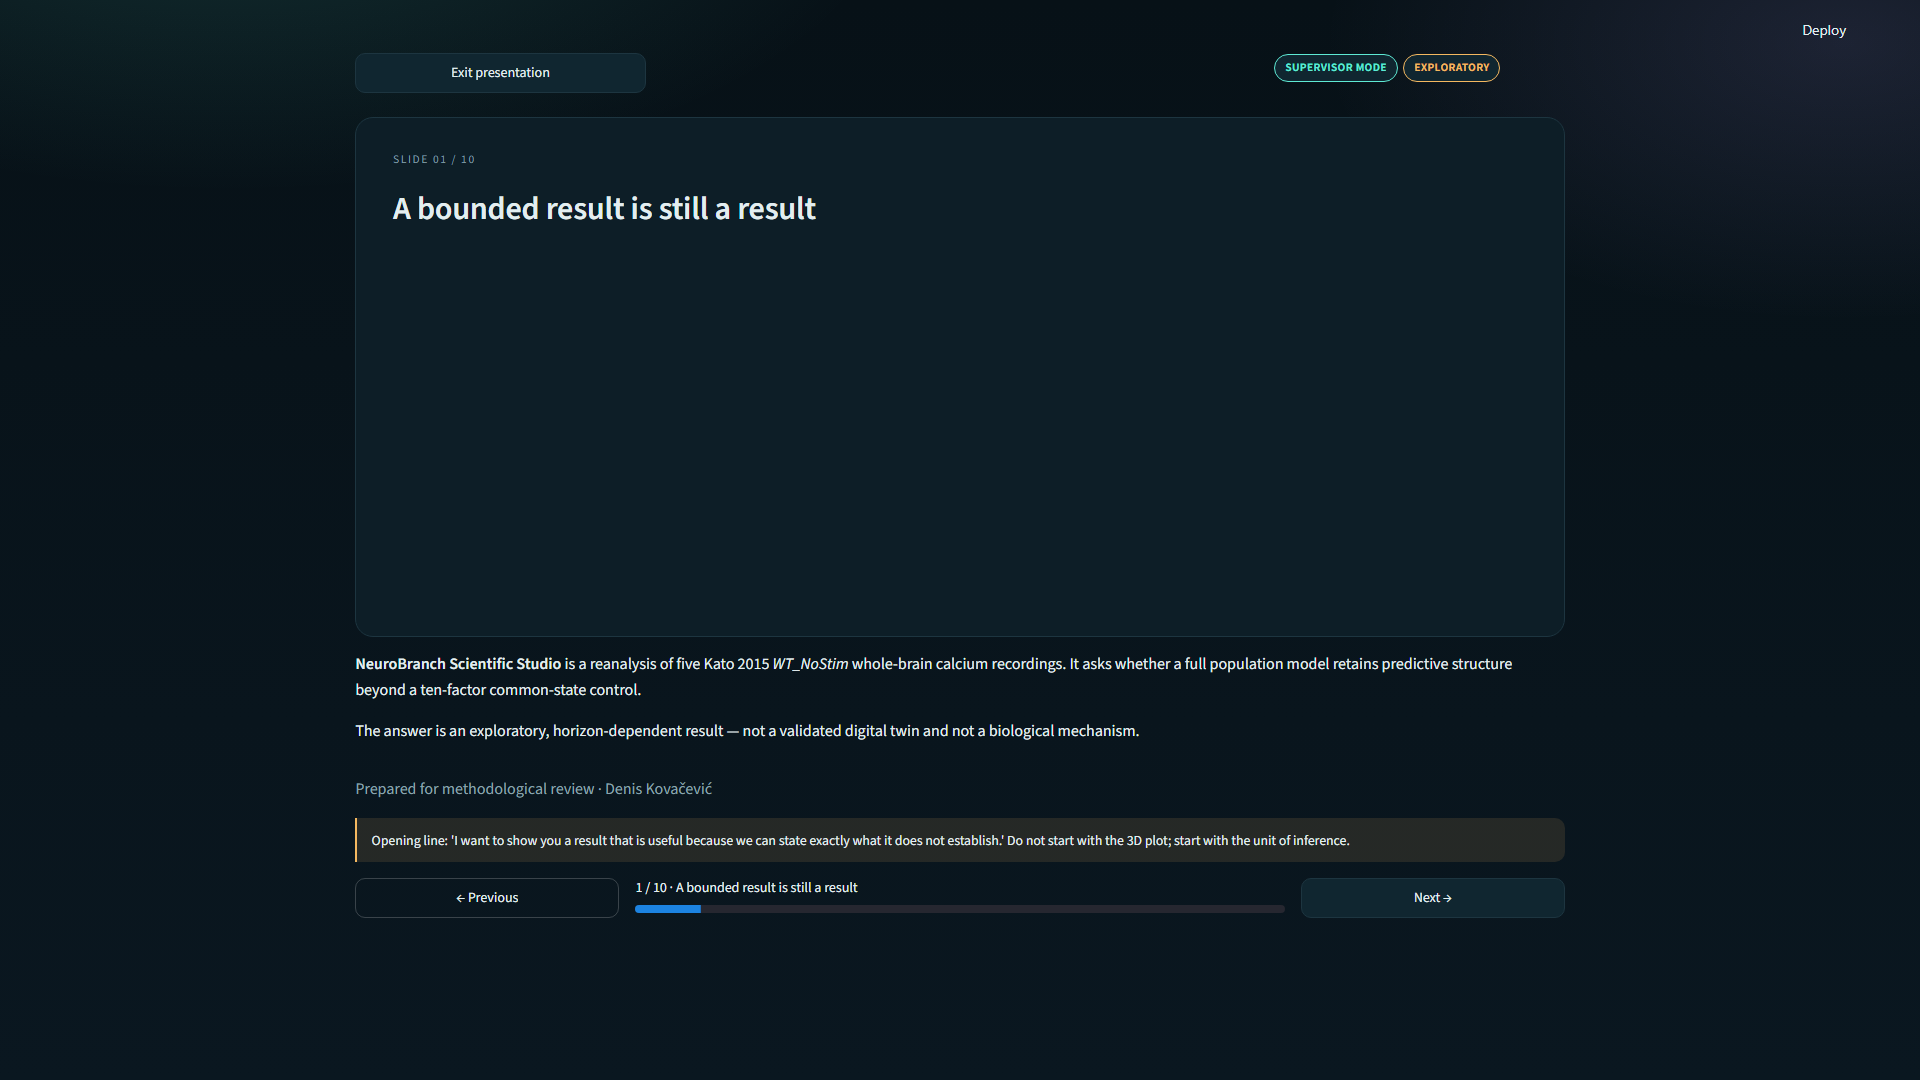 Deploy
Exit presentation
SUPERVISOR MODE
EXPLORATORY
SLIDE 01 / 10
A bounded result is still a result
NeuroBranch Scientific Studio is a reanalysis of five Kato 2015 WT_NoStim whole-brain calcium recordings. It asks whether a full population model retains predictive structure
beyond a ten-factor common-state control.
The answer is an exploratory, horizon-dependent result — not a validated digital twin and not a biological mechanism.
Prepared for methodological review · Denis Kovačević
Opening line: 'I want to show you a result that is useful because we can state exactly what it does not establish.' Do not start with the 3D plot; start with the unit of inference.
← Previous
1 / 10 · A bounded result is still a result
Next →